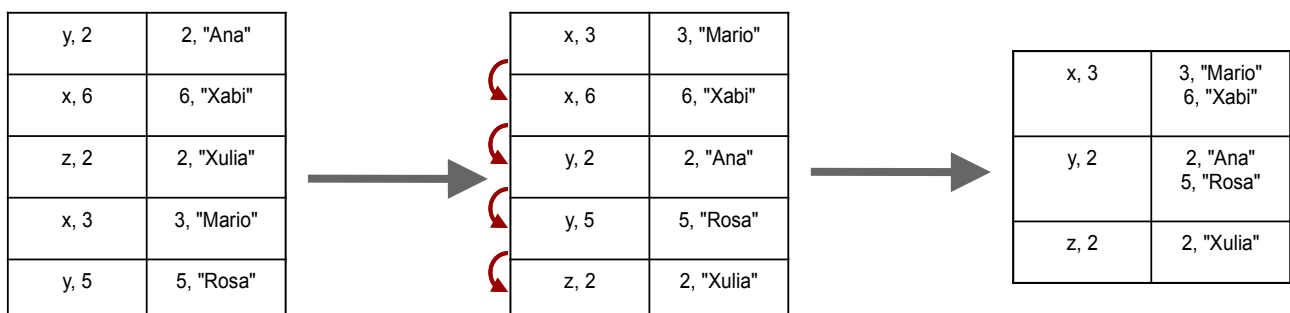 y, 2 2, "Ana"
x, 6 6, "Xabi"
z, 2 2, "Xulia"
x, 3 3, "Mario"
y, 5 5, "Rosa"
x, 3 3, "Mario"
x, 6 6, "Xabi"
y, 2 2, "Ana"
y, 5 5, "Rosa"
z, 2 2, "Xulia"
x, 3 3, "Mario"
6, "Xabi"
y, 2 2, "Ana"
5, "Rosa"
z, 2 2, "Xulia"